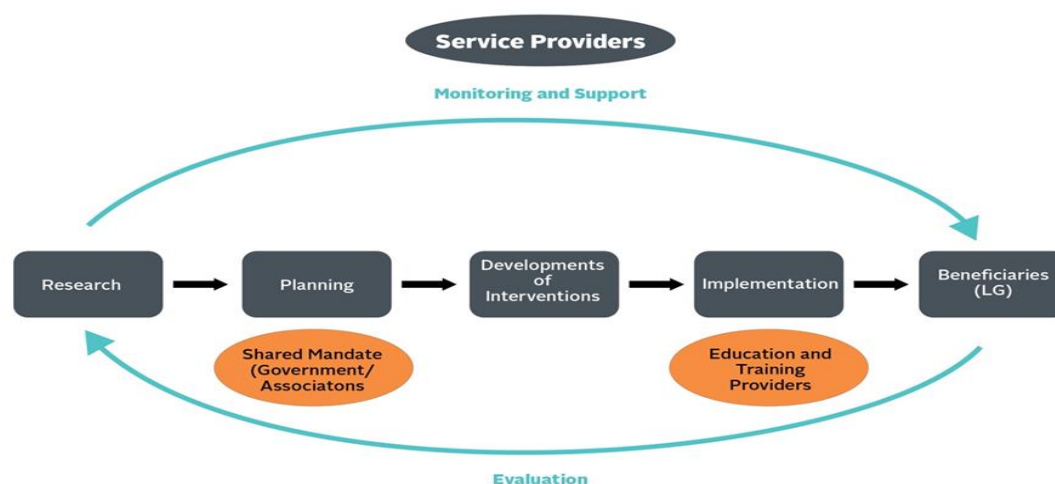 Service Providers
Monitoring and Support
Research
Planning
Developments
of
Interventions
Implementation
Beneficiaries
(LG)
Shared Mandate
(Government/
Associatons
Education and
Training
Providers
Evaluation